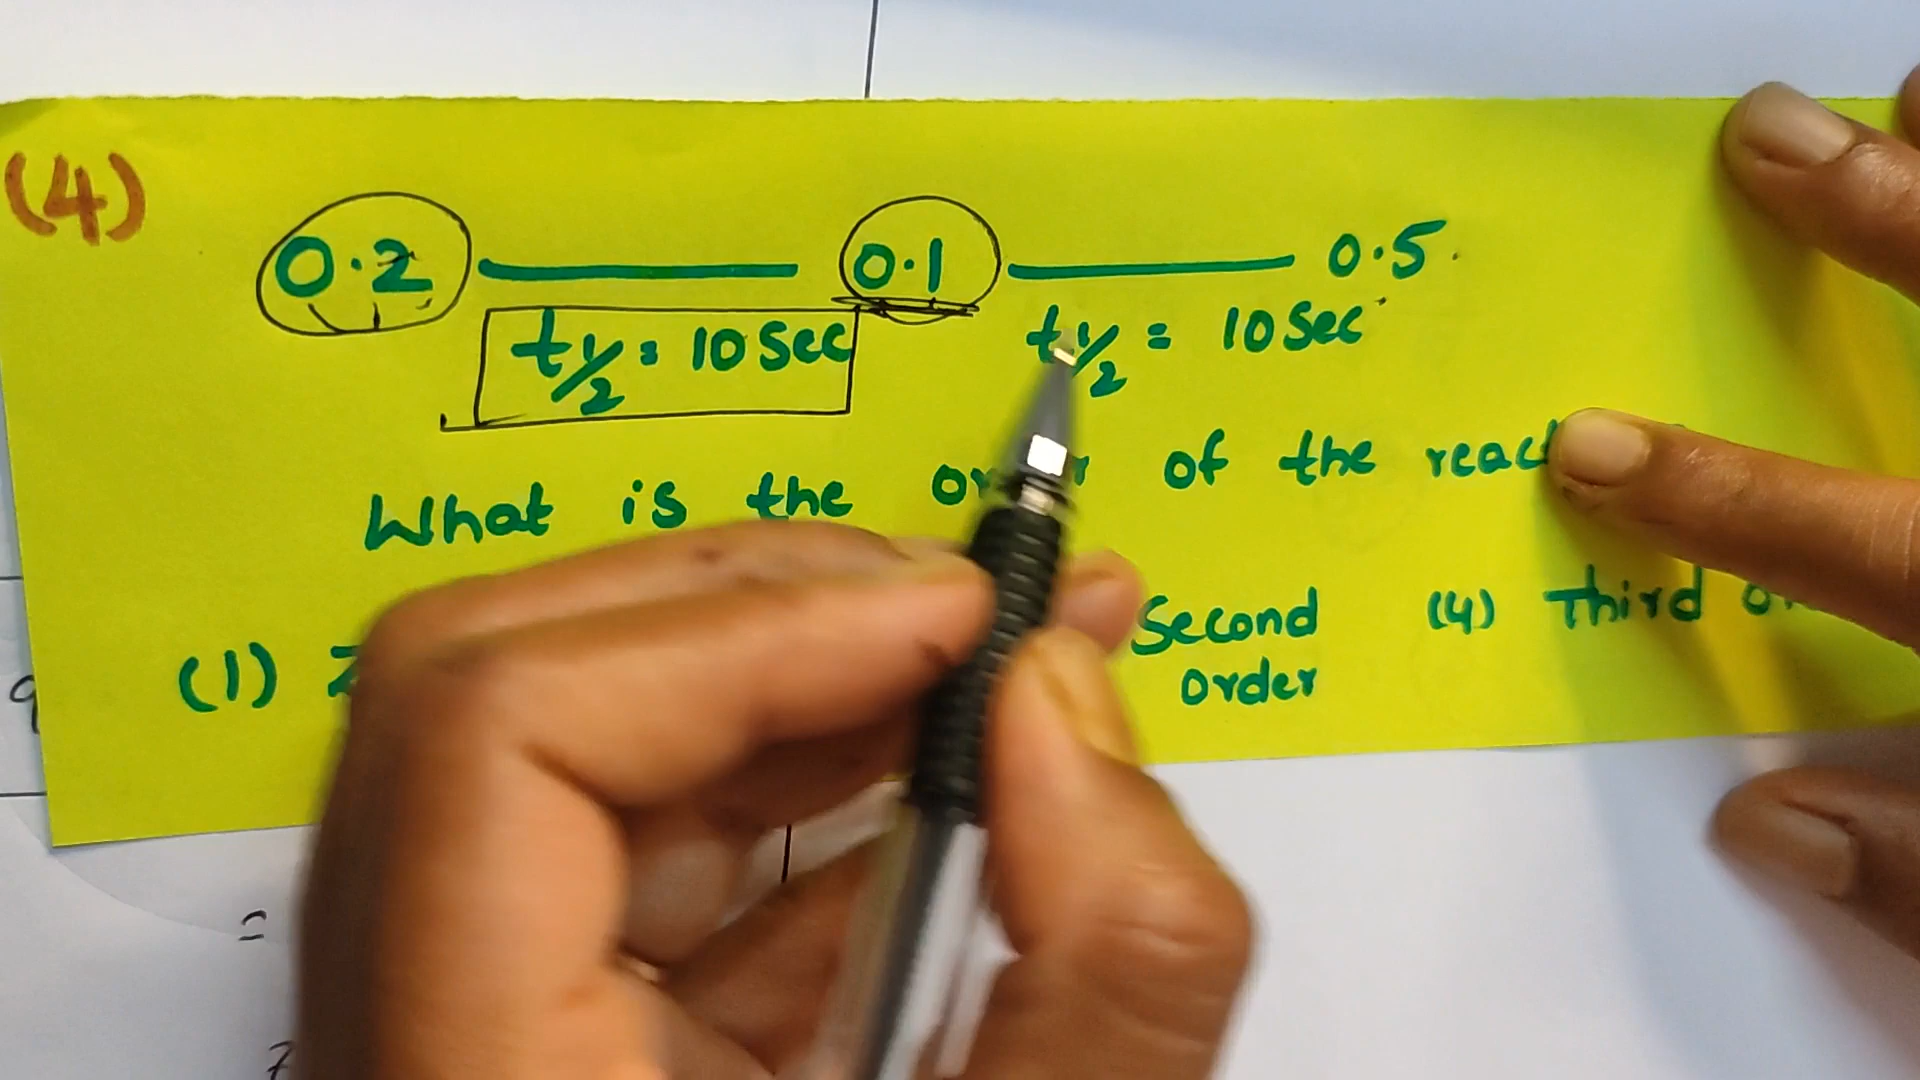 (4)
0.2 0.1 0.5
t1/2 = 10 Sec t1/2 = 10 Sec
What is the of the
(1) Second Order (4) Third
=